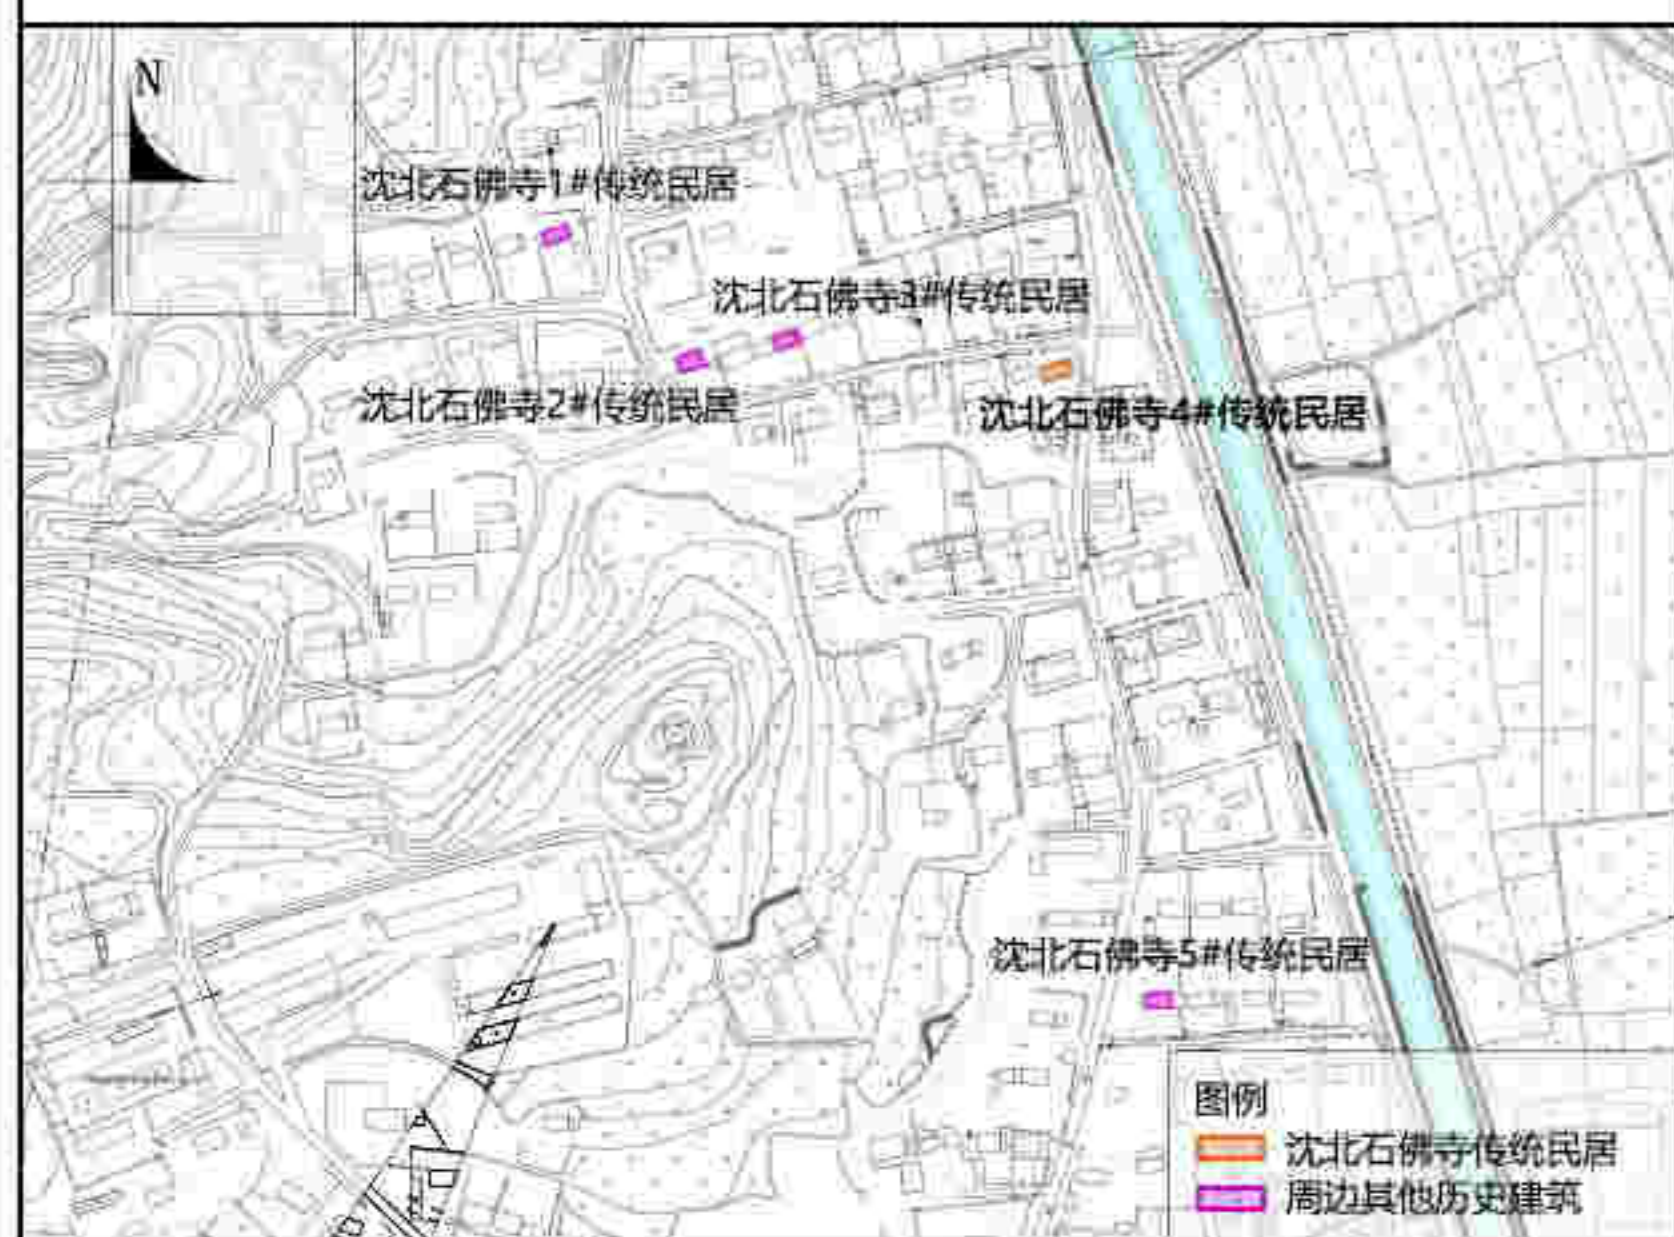 N
沈北石佛寺1#传统民居
沈北石佛寺3#传统民居
沈北石佛寺2#传统民居
沈北石佛寺4#传统民居
沈北石佛寺5#传统民居
图例
沈北石佛寺传统民居
周边其他历史建筑